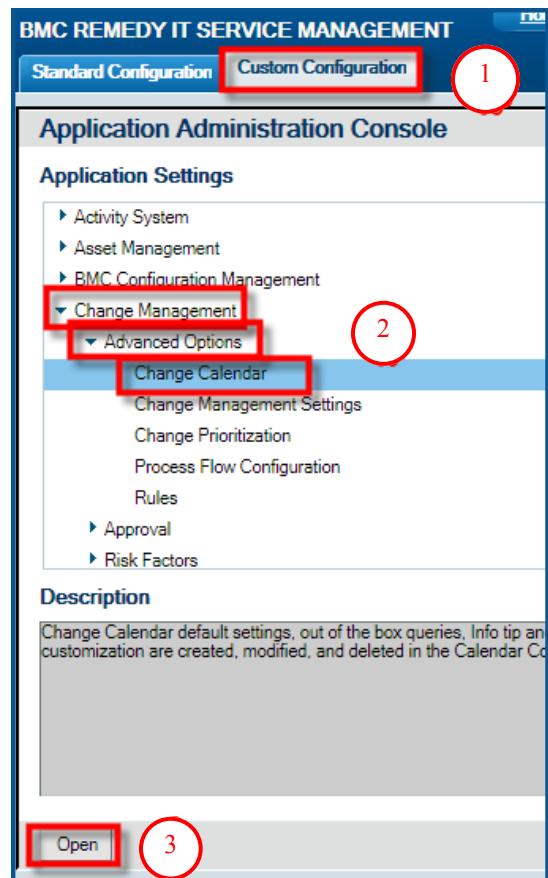 BMC REMEDY IT SERVICE MANAGEMENT
Standard Configuration Custom Configuration 1
Application Administration Console
Application Settings
Activity System
Asset Management
BMC Configuration Management
Change Management
2
Advanced Options
Change Calendar
Change Management Settings
Change Prioritization
Process Flow Configuration
Rules
Approval
Risk Factors
Description
Change Calendar default settings, out of the box queries, Info tip an
customization are created, modified, and deleted in the Calendar Co
Open 3